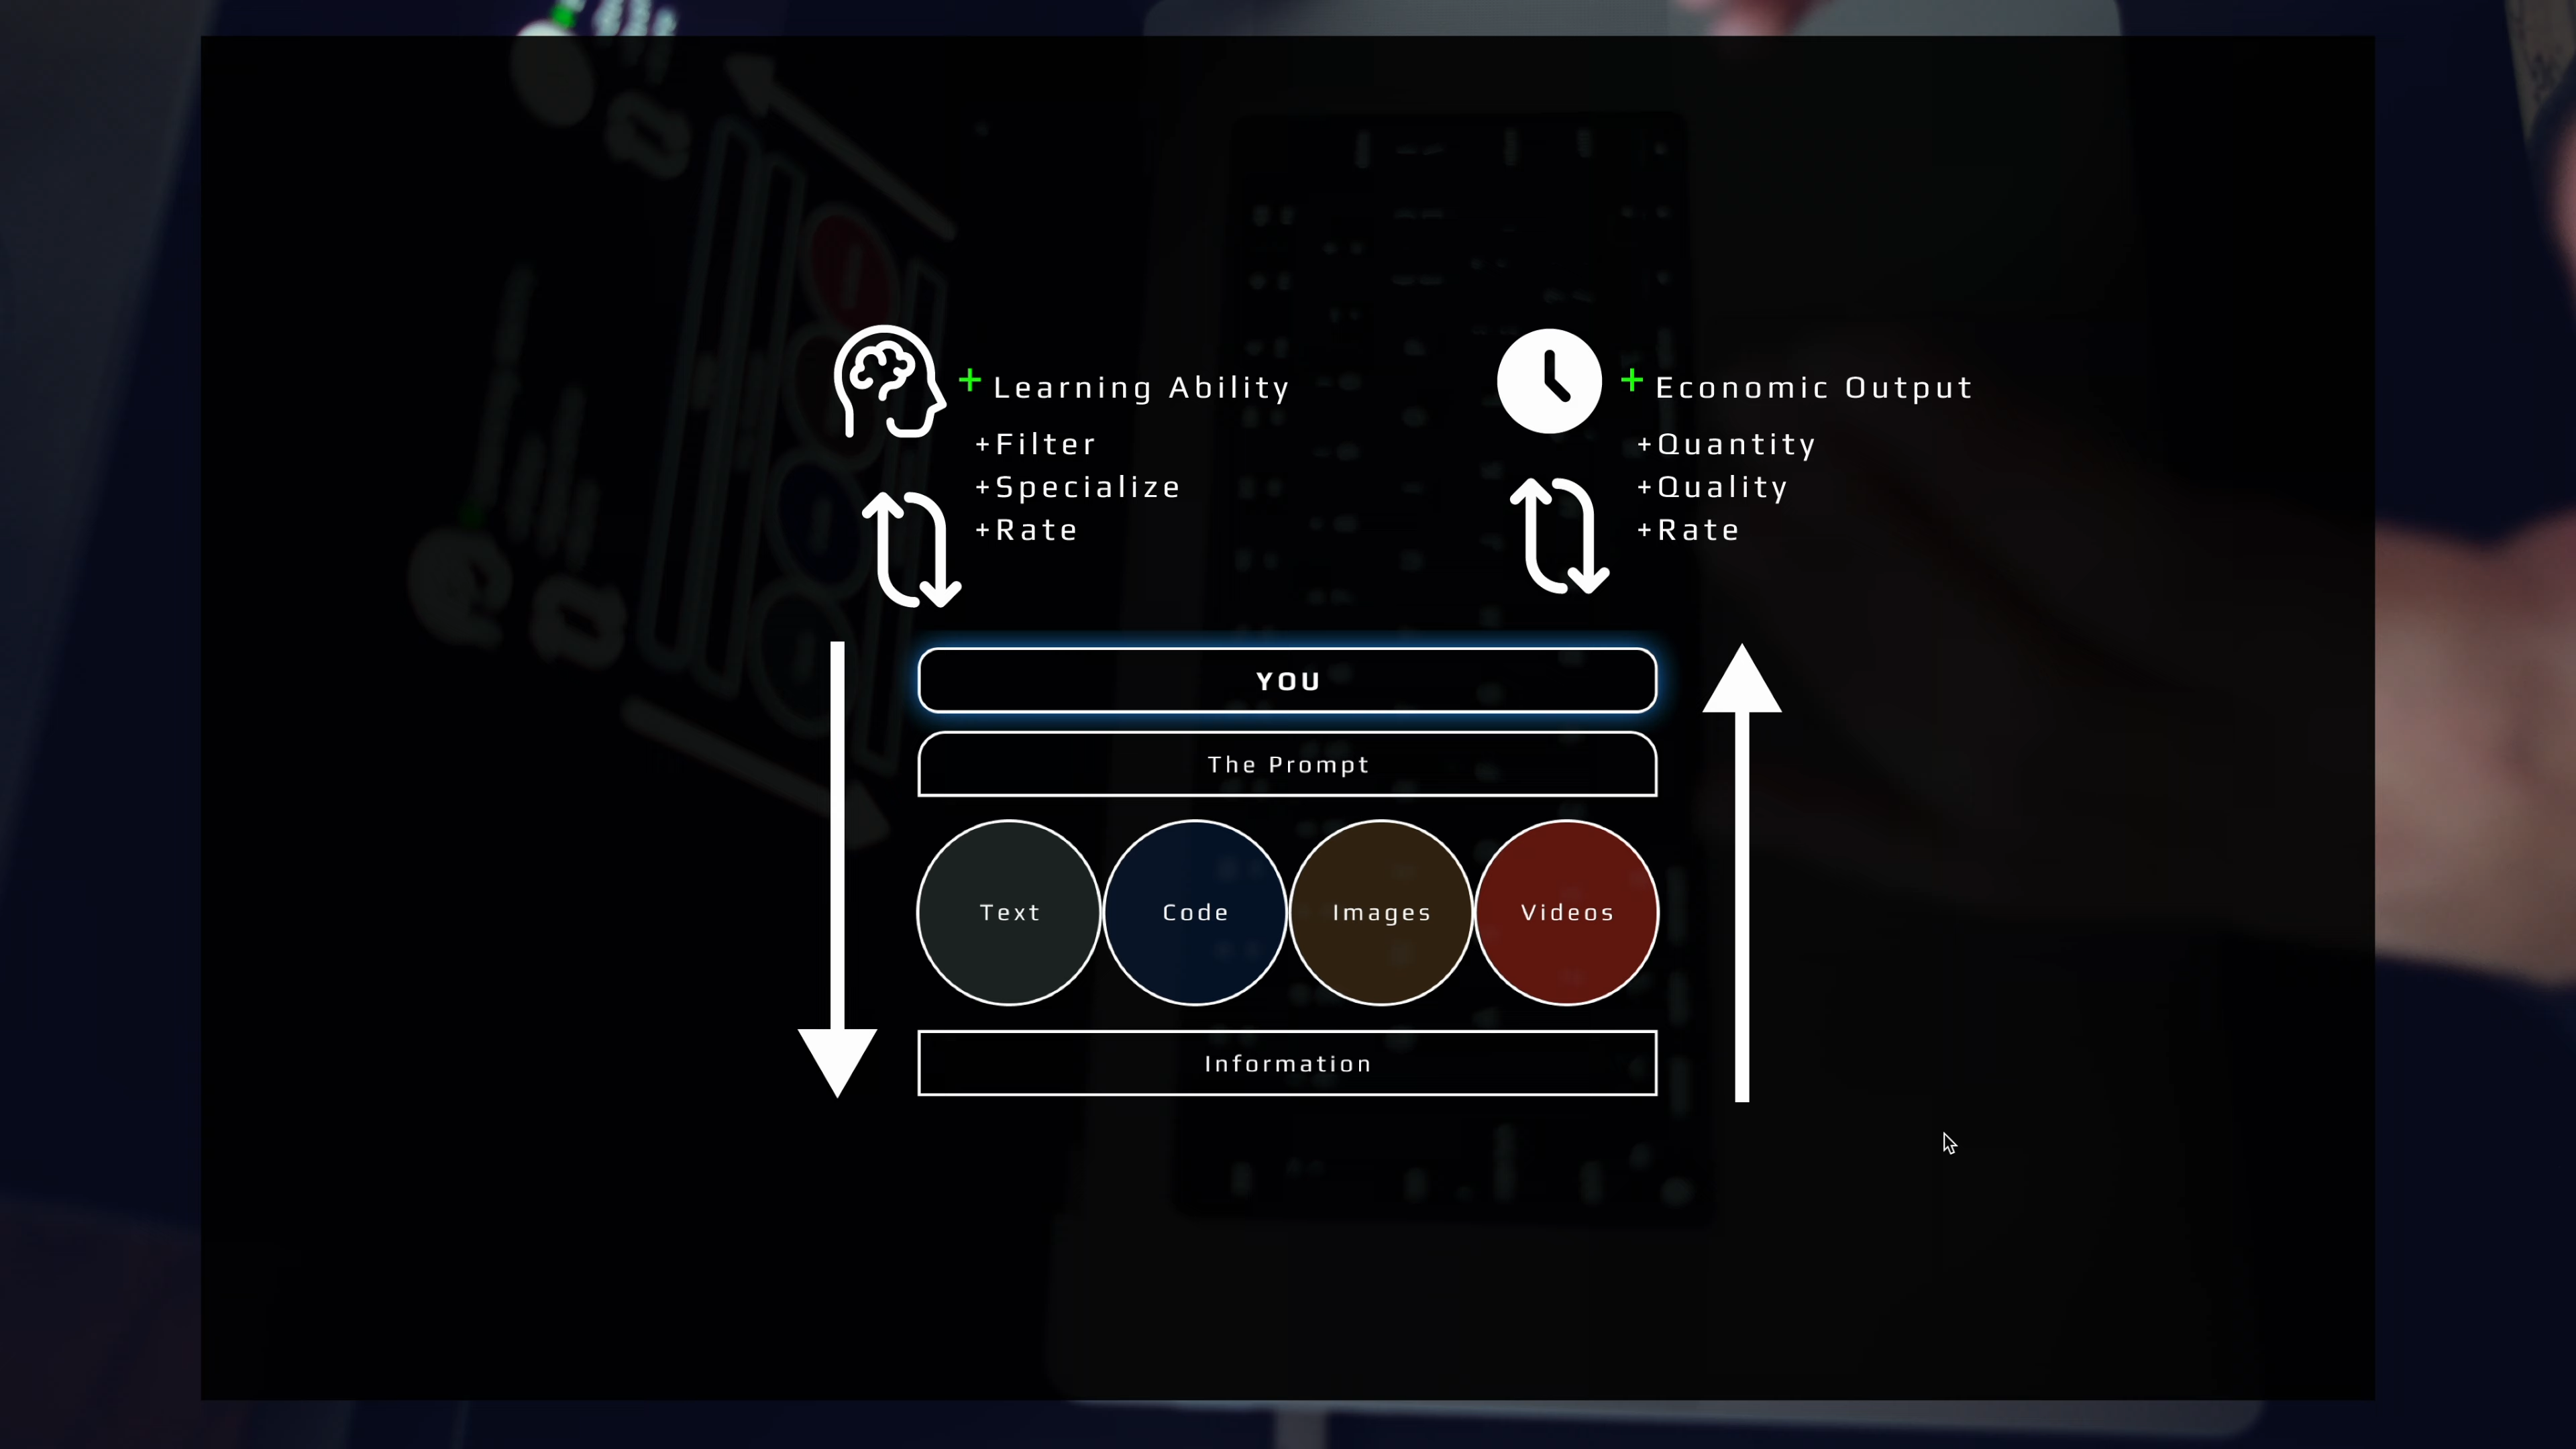 + Learning Ability
+Filter
+Specialize
+Rate
+ Economic Output
+Quantity
+Quality
+Rate
YOU
The Prompt
Text
Code
Images
Videos
Information